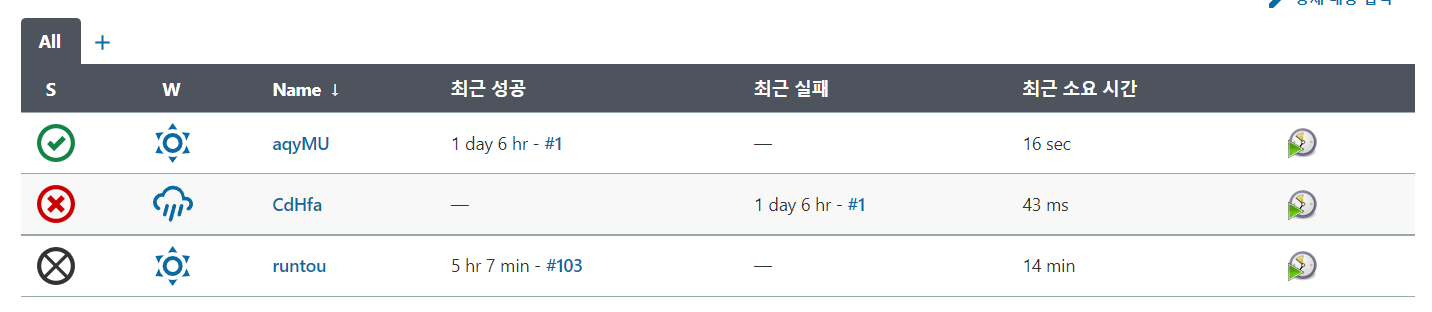 All +
S W Name ↓ 최근 성공 최근 실패 최근 소요 시간
aqyMU 1 day 6 hr - #1 — 16 sec
CdHfa — 1 day 6 hr - #1 43 ms
runtou 5 hr 7 min - #103 — 14 min